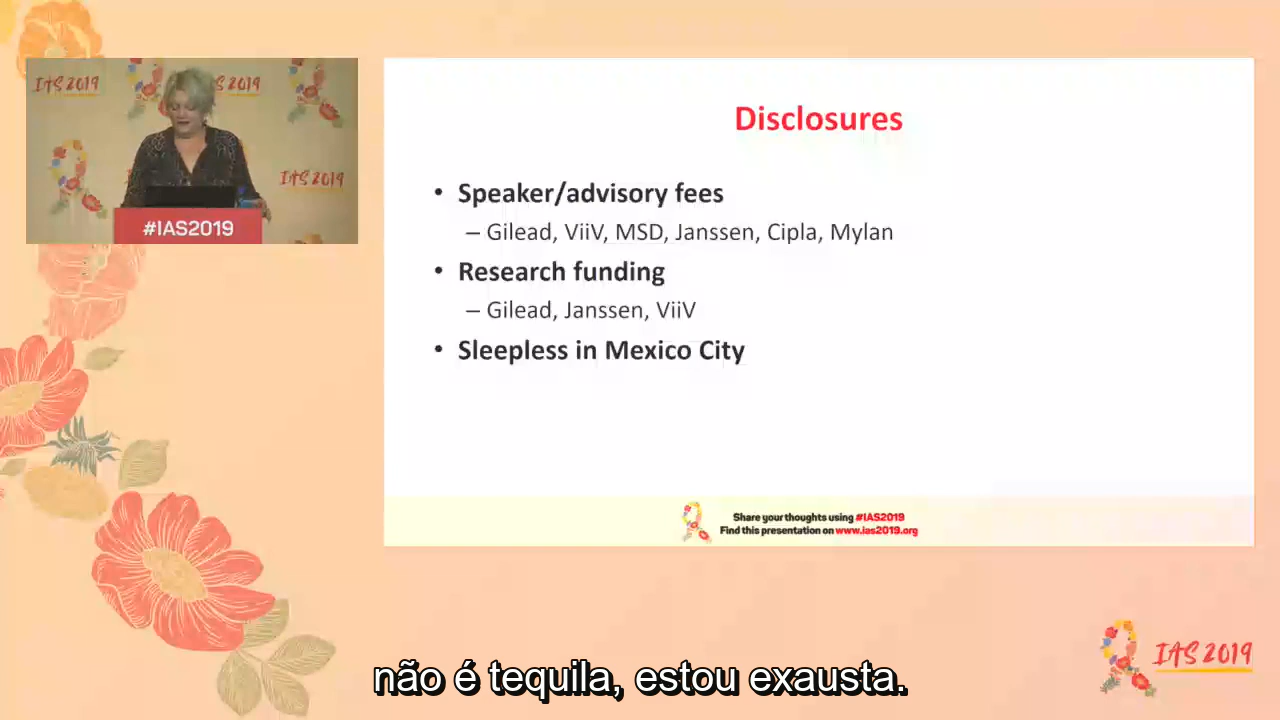 IAS 2019
IAS 2019
IAS 2019
#IAS2019
Disclosures
• Speaker/advisory fees
– Gilead, ViiV, MSD, Janssen, Cipla, Mylan
• Research funding
– Gilead, Janssen, ViiV
• Sleepless in Mexico City
Share your thoughts using #IAS2019
Find this presentation on www.ias2019.org
IAS 2019
não é tequila, estou exausta.